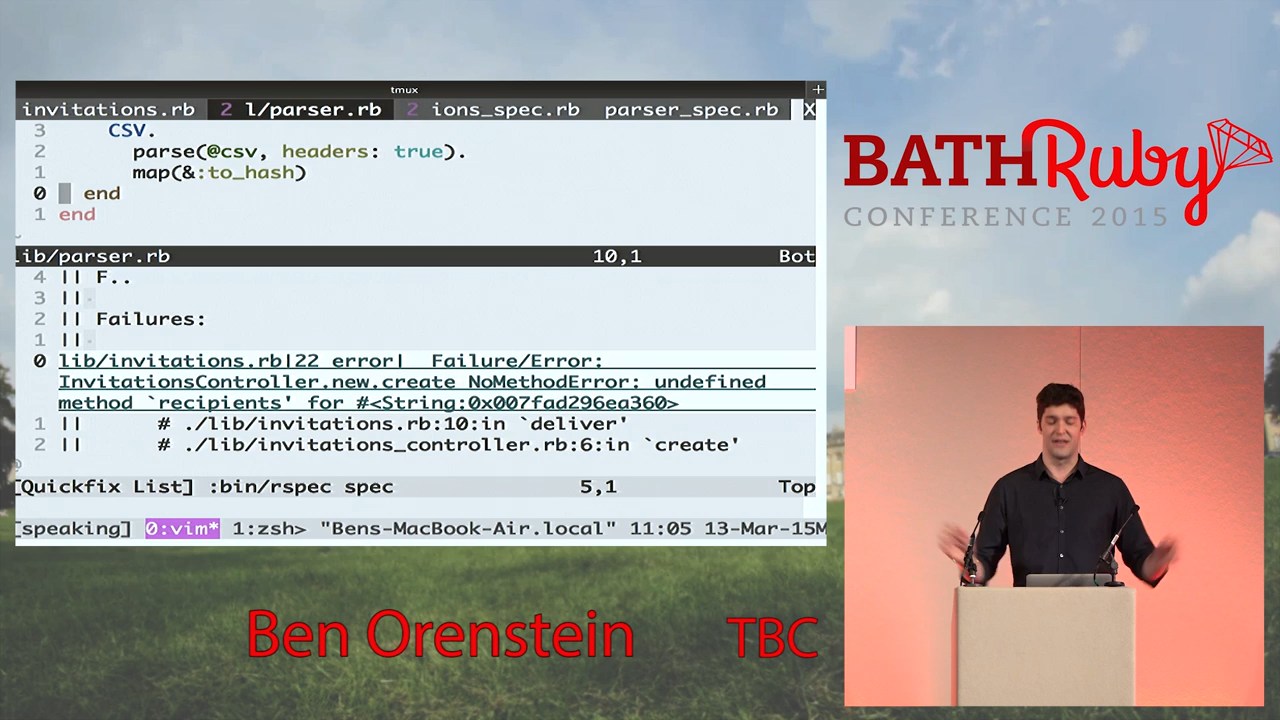 tmux
+
invitations.rb 2 l/parser.rb 2 ions_spec.rb parser_spec.rb X
3 CSV.
2 parse(@csv, headers: true).
1 map(&:to_hash)
0 end
1 end
~
lib/parser.rb 10,1 Bot
4 || F..
3 ||
2 || Failures:
1 ||
0 lib/invitations.rb|22 error| Failure/Error:
InvitationsController.new.create NoMethodError: undefined
method `recipients' for #<String:0x007fad296ea360>
1 || # ./lib/invitations.rb:10:in `deliver'
2 || # ./lib/invitations_controller.rb:6:in `create'
@
[Quickfix List] :bin/rspec spec 5,1 Top
[speaking] 0:vim* 1:zsh> "Bens-MacBook-Air.local" 11:05 13-Mar-15
BATHRuby
CONFERENCE 2015
Ben Orenstein TBC